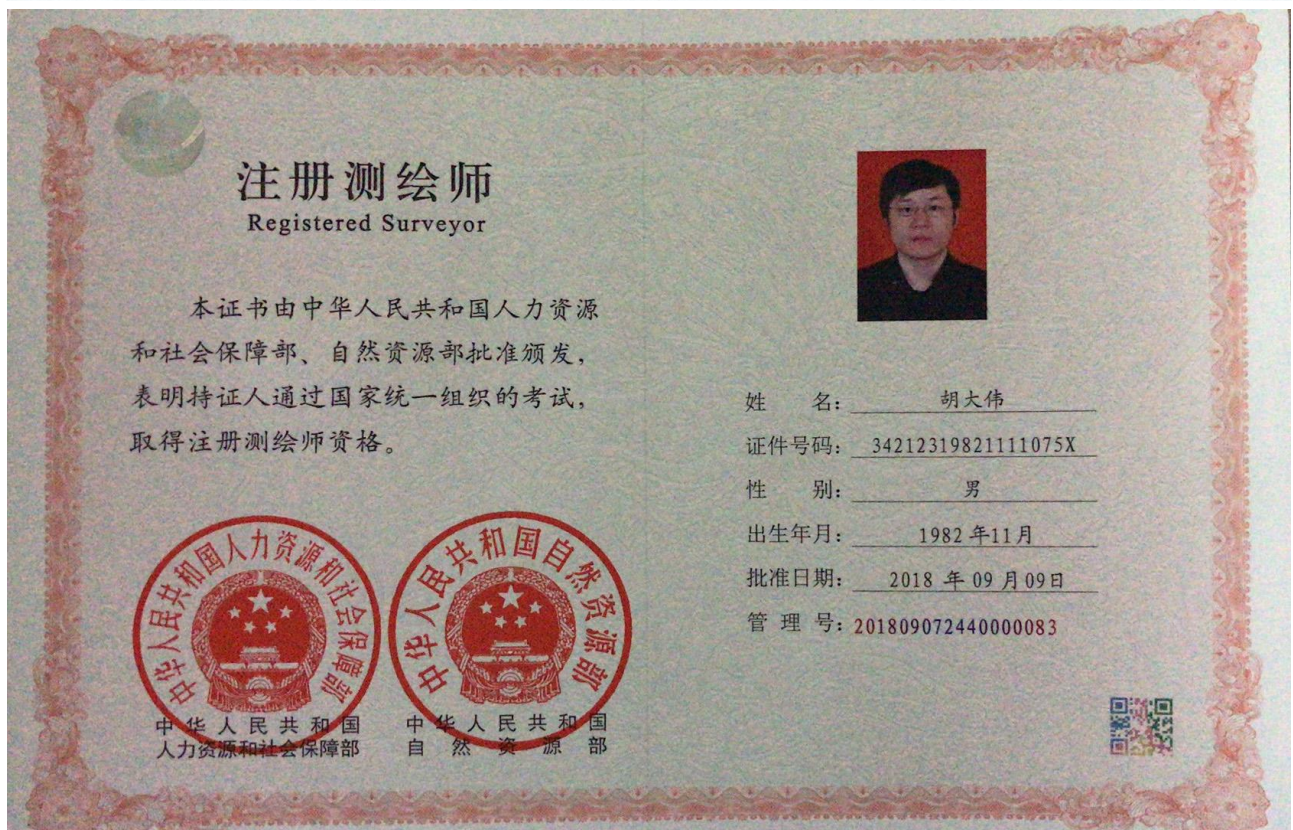 注册测绘师
Registered Surveyor
本证书由中华人民共和国人力资源
和社会保障部、自然资源部批准颁发，
表明持证人通过国家统一组织的考试，
取得注册测绘师资格。
中华人民共和国人力资源和社会保障部
中华人民共和国
人力资源和社会保障部
中华人民共和国自然资源部
中华人民共和国
自然资源部
姓 名：胡大伟
证件号码：34212319821111075X
性 别：男
出生年月：1982年11月
批准日期：2018 年 09 月 09日
管 理 号：201809072440000083